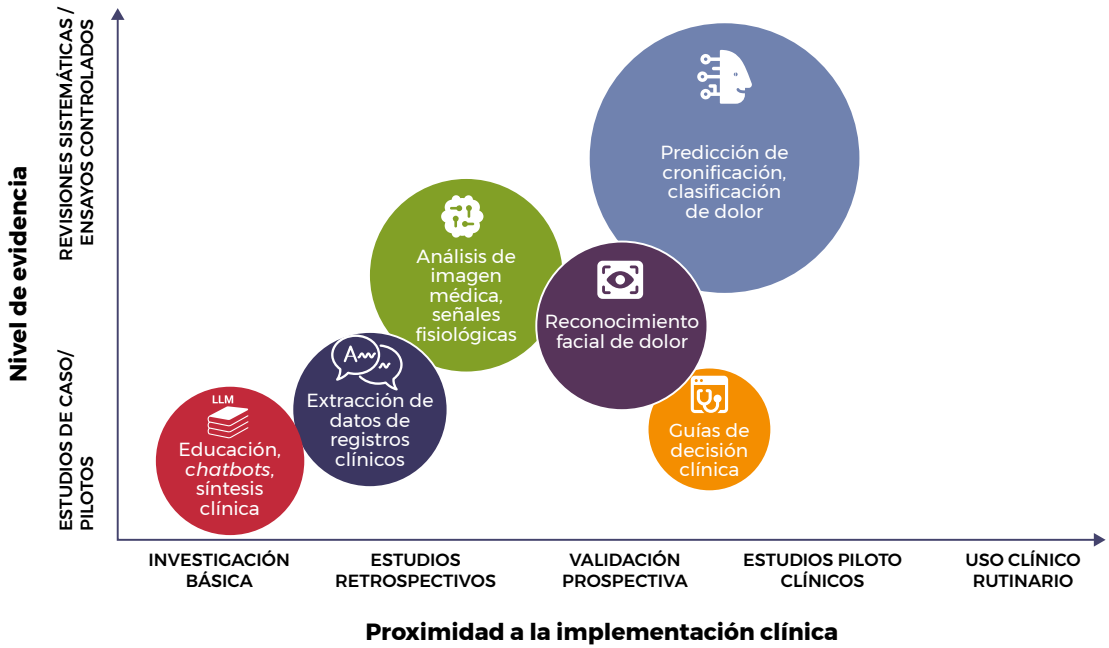 Nivel de evidencia
REVISIONES SISTEMÁTICAS /
ENSAYOS CONTROLADOS
ESTUDIOS DE CASO/
PILOTOS
Predicción de
cronificación,
clasificación
de dolor
Análisis de
imagen
médica,
señales
fisiológicas
Reconocimiento
facial de dolor
A
Extracción de
datos de
registros
clínicos
LLM
Educación,
chatbots,
síntesis
clínica
Guías de
decisión
clínica
INVESTIGACIÓN
BÁSICA
ESTUDIOS
RETROSPECTIVOS
VALIDACIÓN
PROSPECTIVA
ESTUDIOS PILOTO
CLÍNICOS
USO CLÍNICO
RUTINARIO
Proximidad a la implementación clínica